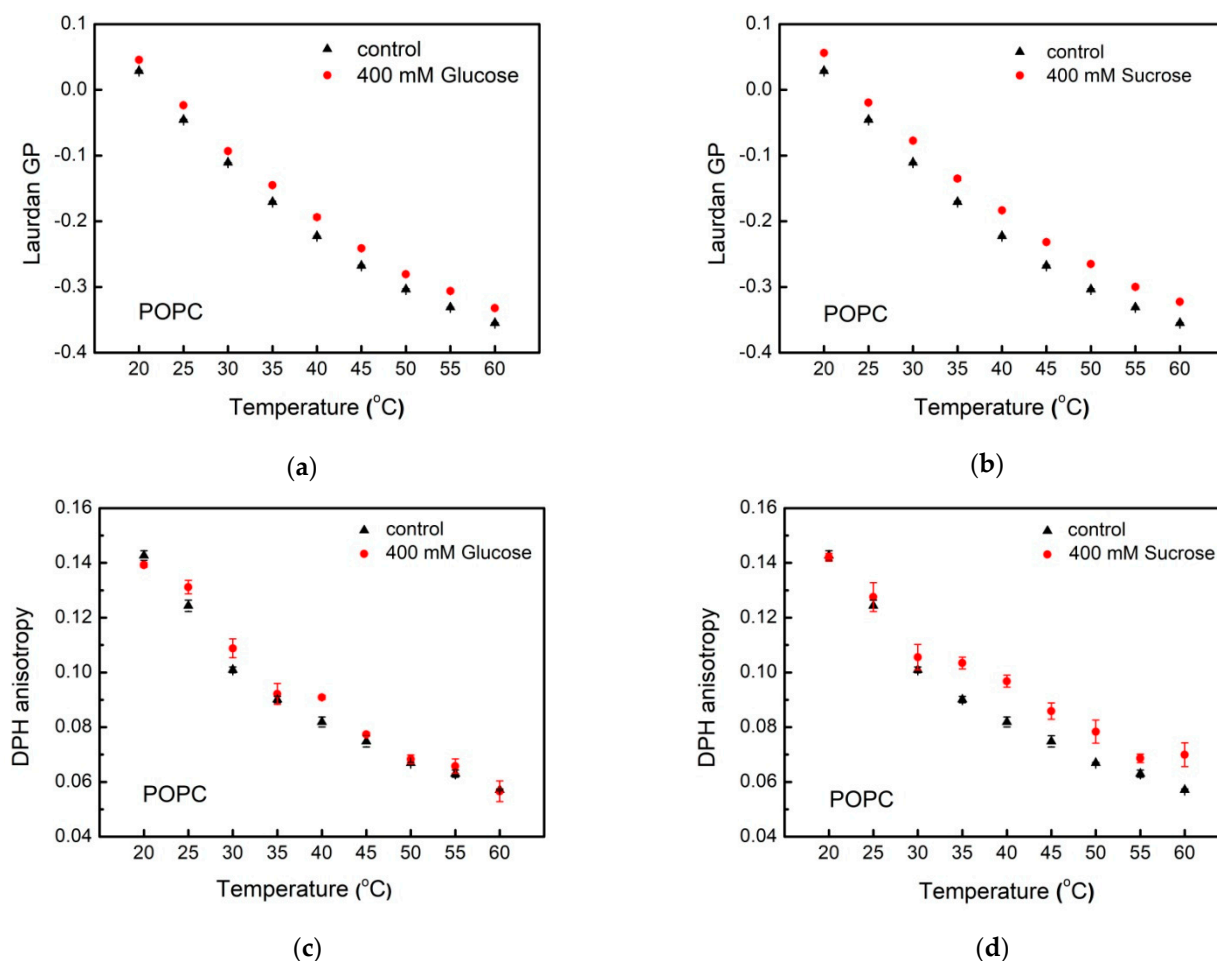 0.1
0.0
-0.1
-0.2
-0.3
-0.4
Laurdan GP
control
400 mM Glucose
POPC
20 25 30 35 40 45 50 55 60
Temperature (°C)
(a)
0.1
0.0
-0.1
-0.2
-0.3
-0.4
Laurdan GP
control
400 mM Sucrose
POPC
20 25 30 35 40 45 50 55 60
Temperature (°C)
(b)
0.16
0.14
0.12
0.10
0.08
0.06
0.04
DPH anisotropy
control
400 mM Glucose
POPC
20 25 30 35 40 45 50 55 60
Temperature (°C)
(c)
0.16
0.14
0.12
0.10
0.08
0.06
0.04
DPH anisotropy
control
400 mM Sucrose
POPC
20 25 30 35 40 45 50 55 60
Temperature (°C)
(d)